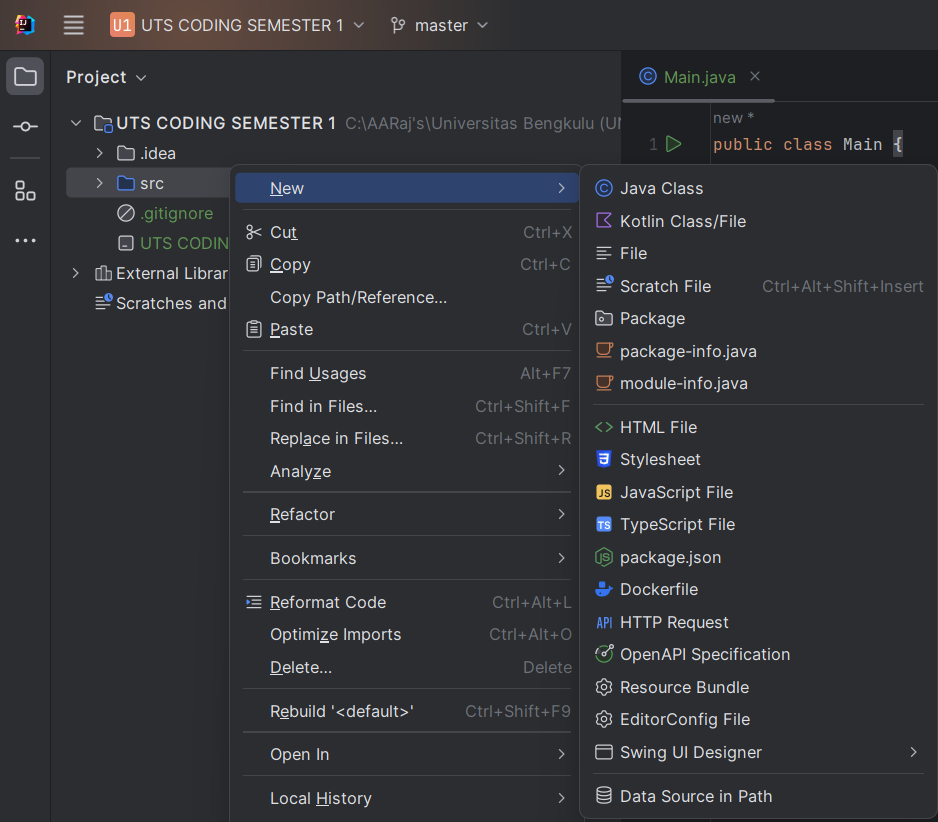 U1 UTS CODING SEMESTER 1 master
Project
Main.java
UTS CODING SEMESTER 1 C:\AARaj's\Universitas Bengkulu (UN
.idea
src
.gitignore
UTS CODIN
External Librar
Scratches and
new *
1 public class Main {
New
Cut Ctrl+X
Copy Ctrl+C
Copy Path/Reference...
Paste Ctrl+V
Find Usages Alt+F7
Find in Files... Ctrl+Shift+F
Replace in Files... Ctrl+Shift+R
Analyze
Refactor
Bookmarks
Reformat Code Ctrl+Alt+L
Optimize Imports Ctrl+Alt+O
Delete... Delete
Rebuild '<default>' Ctrl+Shift+F9
Open In
Local History
Java Class
Kotlin Class/File
File
Scratch File Ctrl+Alt+Shift+Insert
Package
package-info.java
module-info.java
HTML File
Stylesheet
JS JavaScript File
TS TypeScript File
package.json
Dockerfile
API HTTP Request
OpenAPI Specification
Resource Bundle
EditorConfig File
Swing UI Designer
Data Source in Path